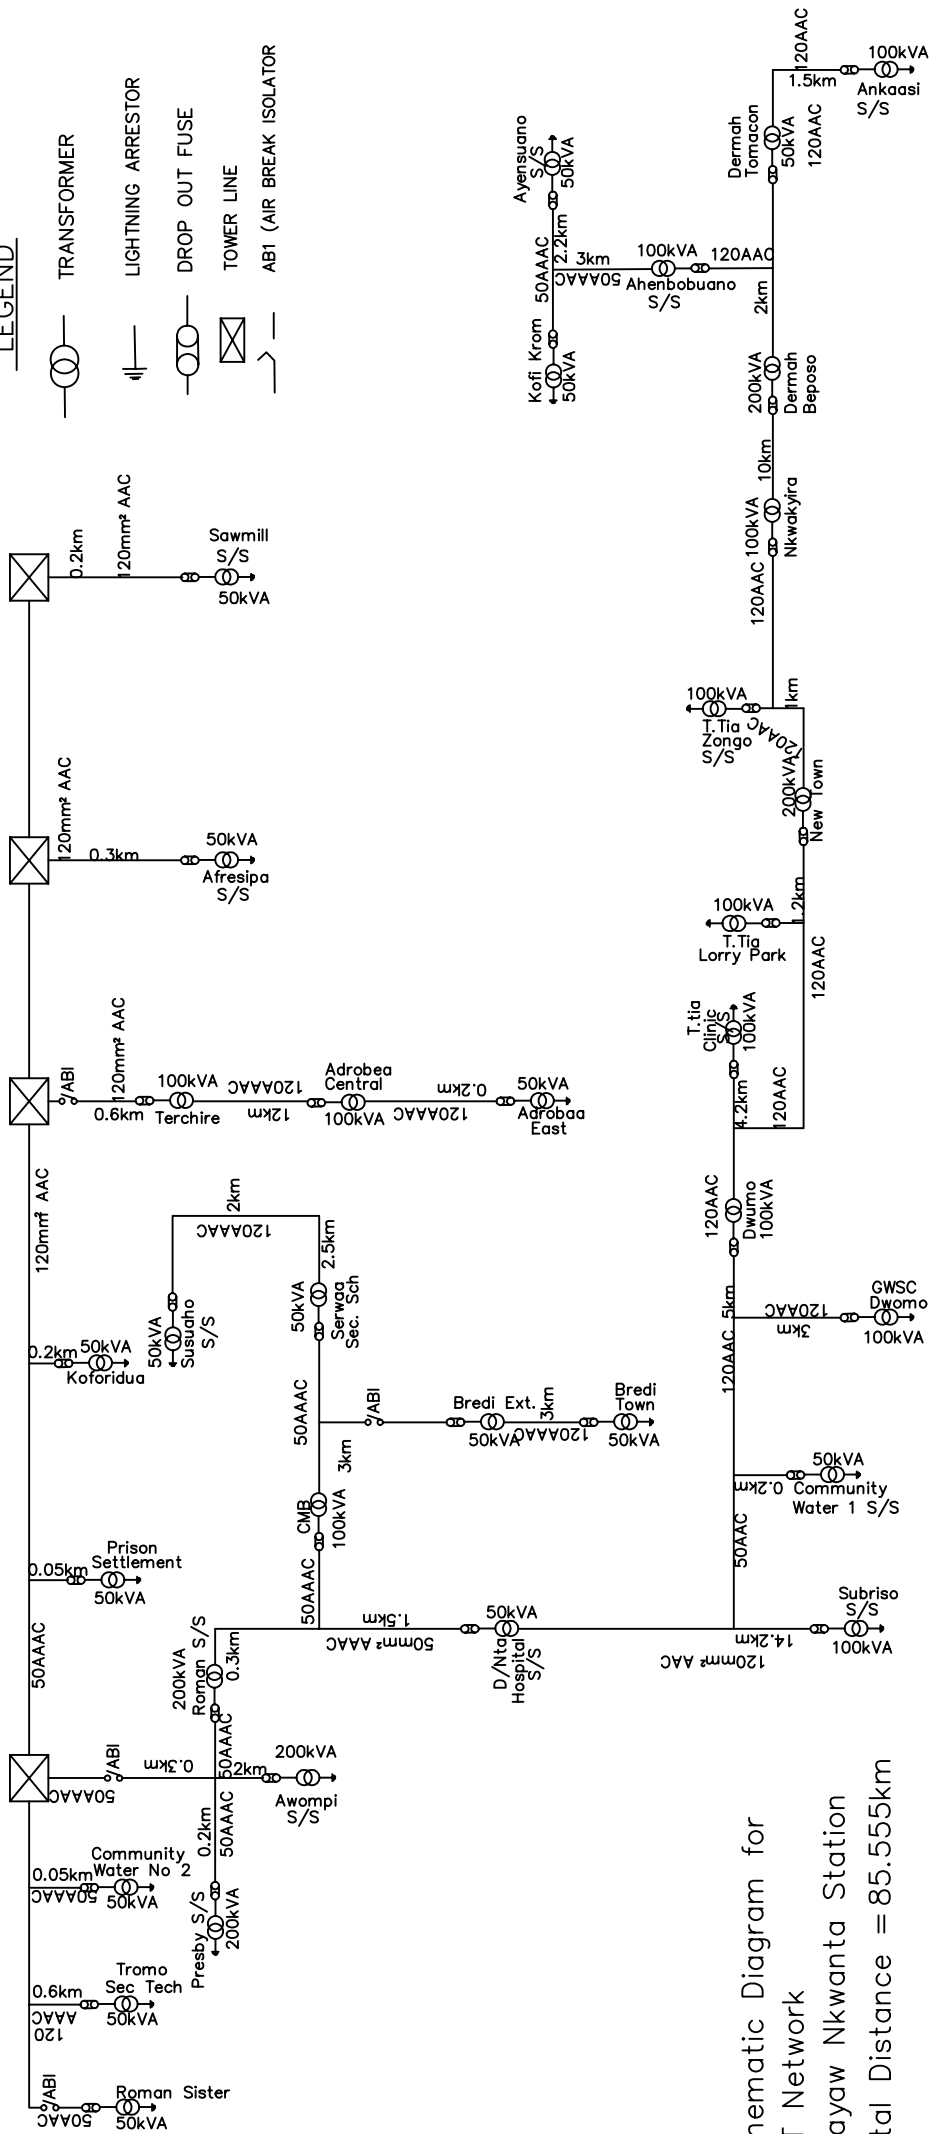 LEGEND
TRANSFORMER
LIGHTNING ARRESTOR
DROP OUT FUSE
TOWER LINE
AB1 (AIR BREAK ISOLATOR
0.2km
120mm² AAC
Sawmill
S/S
50kVA
120mm² AAC
0.3km
50kVA
Afresipa
S/S
ABI
120mm² AAC
0.6km
100kVA
Terchire
120AAAC
12km
Adrobea
Central
100kVA
0.2km
120AAAC
50kVA
Adrobaa
East
120mm² AAC
0.2km
50kVA
Koforidua
0.05km
Prison
Settlement
50kVA
50AAAC
ABI
50AAAC
0.3km
0.05km
50AAAC
Community
Water No 2
50kVA
0.6km
120
AAAC
Tromo
Sec Tech
50kVA
ABI
50AAC
Roman Sister
50kVA
2km
120AAAC
50kVA
Susuaho
S/S
2.5km
50kVA
Serwaa
Sec. Sch
50AAAC
3km
ABI
Bredi Ext.
50kVA
3km
120AAAC
Bredi
Town
50kVA
CMB
100kVA
50AAAC
200kVA
Roman S/S
0.3km
50AAAC
2km
200kVA
Awompi
S/S
0.2km
50AAAC
Presby S/S
200kVA
1.5km
50mm² AAAC
50kVA
D/Nta
Hospital
S/S
14.2km
120mm² AAC
Subriso
S/S
100kVA
50AAC
0.2km
50kVA
Community
Water 1 S/S
120AAC
5km
120AAC
3km
GWSC
Dwomo
100kVA
120AAC
Dwumo
100kVA
4.2km
T.tia
Clinic
S/S
100kVA
120AAC
120AAC
100kVA
T.Tia
Lorry Park
1.2km
200kVA
New Town
120AAC
100kVA
T.Tia
Zongo
S/S
1km
120AAC
100kVA
Nkwakyira
10km
200kVA
Dermah
Beposo
2km
120AAC
100kVA
Ahenbobuano
S/S
3km
50AAAC
50AAAC
2.2km
Kofi Krom
50kVA
Ayensuano
S/S
50kVA
Dermah
Tomacon
50kVA
120AAC
120AAC
1.5km
100kVA
Ankaasi
S/S
hematic Diagram for
Network
ayaw Nkwanta Station
tal Distance =85.555km